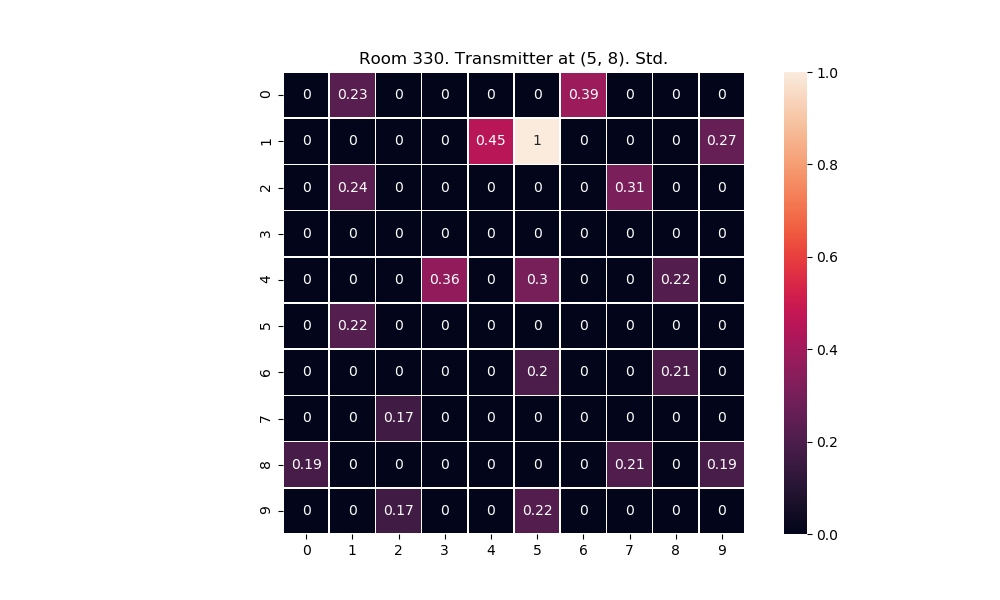 Room 330. Transmitter at (5, 8). Std.
0 0 0.23 0 0 0 0 0.39 0 0 0
1 0 0 0 0 0.45 1 0 0 0 0.27
2 0 0.24 0 0 0 0 0 0.31 0 0
3 0 0 0 0 0 0 0 0 0 0
4 0 0 0 0.36 0 0.3 0 0 0.22 0
5 0 0.22 0 0 0 0 0 0 0 0
6 0 0 0 0 0 0.2 0 0 0.21 0
7 0 0 0.17 0 0 0 0 0 0 0
8 0.19 0 0 0 0 0 0 0.21 0 0.19
9 0 0 0.17 0 0 0.22 0 0 0 0
0 1 2 3 4 5 6 7 8 9
1.0
0.8
0.6
0.4
0.2
0.0